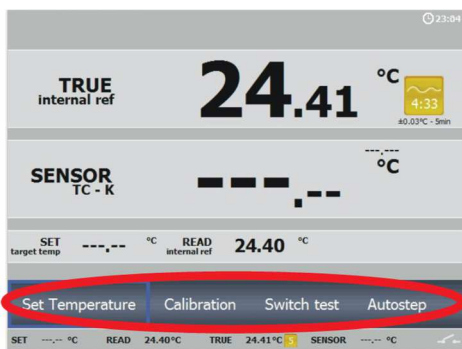 23:04
TRUE
internal ref
24.41 °C
4:33
±0.03°C - 5min
SENSOR
TC - K
---.-- °C
---.---
SET
target temp
---.-- °C
READ
internal ref
24.40 °C
Set Temperature Calibration Switch test Autostep
SET ---.-- °C READ 24.40°C TRUE 24.41°C S SENSOR ---.-- °C